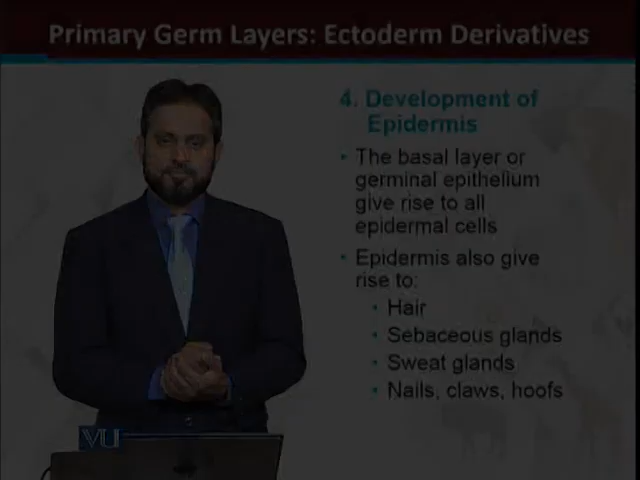 Primary Germ Layers: Ectoderm Derivatives
4. Development of
Epidermis
• The basal layer or
germinal epithelium
give rise to all
epidermal cells
• Epidermis also give
rise to:
• Hair
• Sebaceous glands
• Sweat glands
• Nails, claws, hoofs
VU